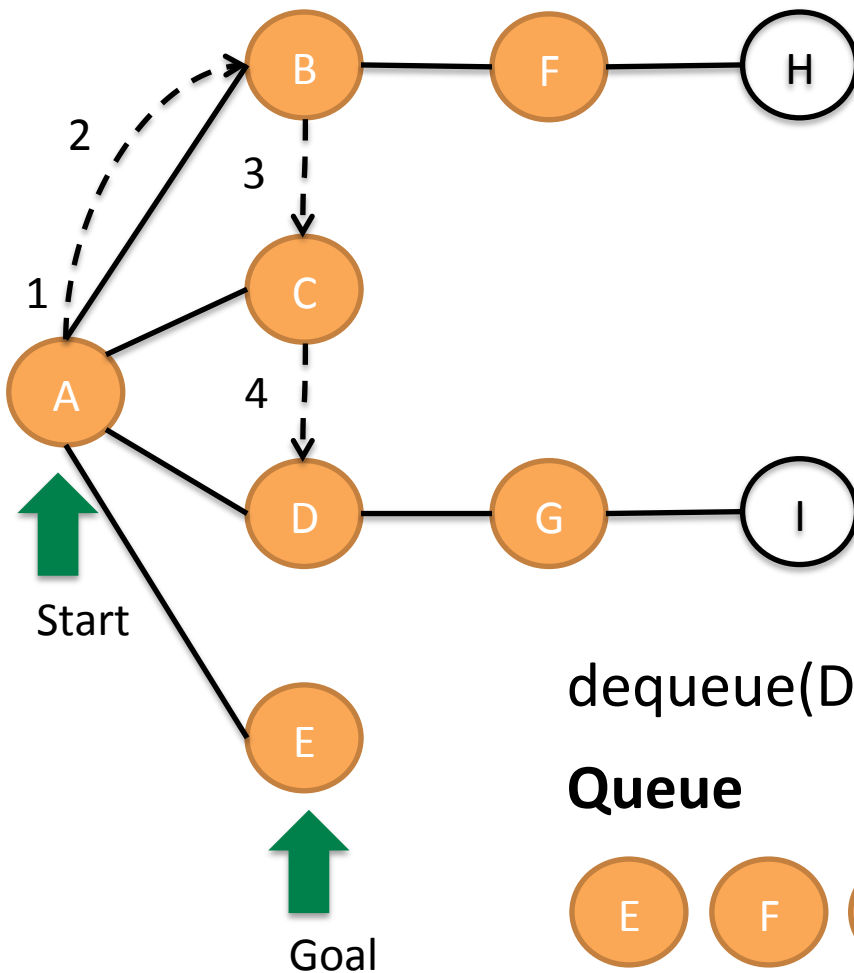 B F H
2
3
1
C
A
4
D G I
Start
E
dequeue(D
Queue
E F
Goal